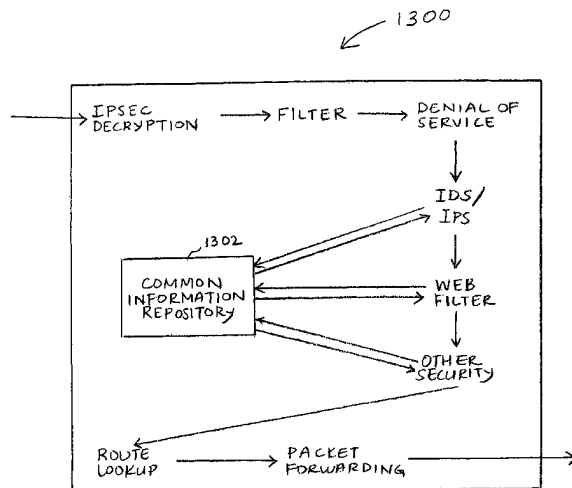 1300
IPSEC
DECRYPTION
FILTER
DENIAL OF
SERVICE
IDS/
IPS
1302
COMMON
INFORMATION
REPOSITORY
WEB
FILTER
OTHER
SECURITY
ROUTE
LOOKUP
PACKET
FORWARDING